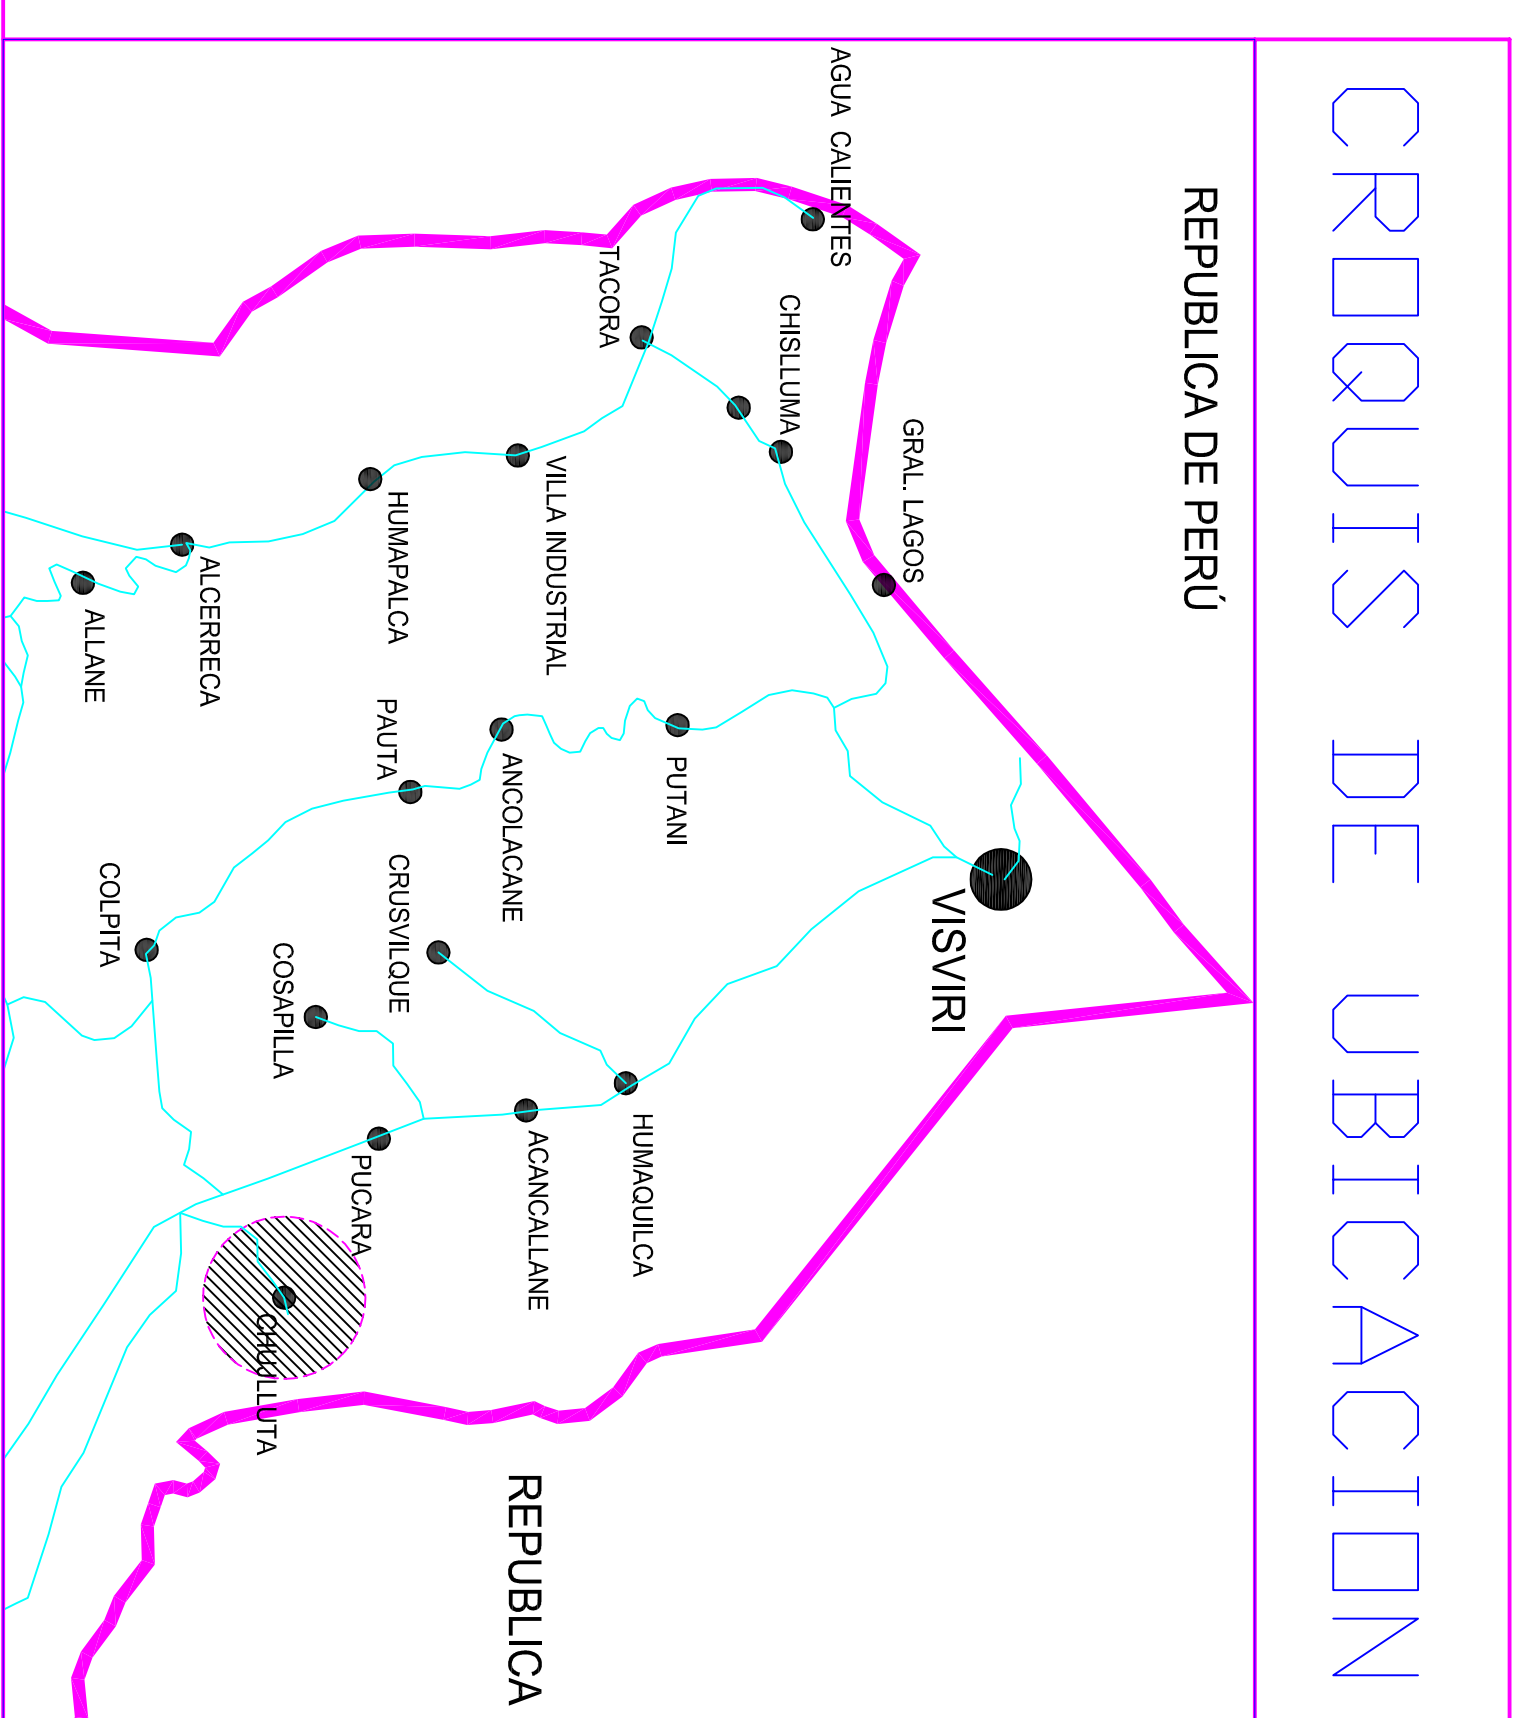 CROQUIS DE UBICACION
REPUBLICA DE PERÚ
AGUA CALIENTES
GRAL. LAGOS
VISVIRI
CHISLLUMA
TACORA
PUTANI
HUMAQUILCA
VILLA INDUSTRIAL
ANCOLACANE
ACANCALLANE
REPUBLICA
HUMAPALCA
PAUTA
CRUSVILQUE
PUCARA
COSAPILLA
CHUJLLUTA
ALCERRECA
ALLANE
COLPITA